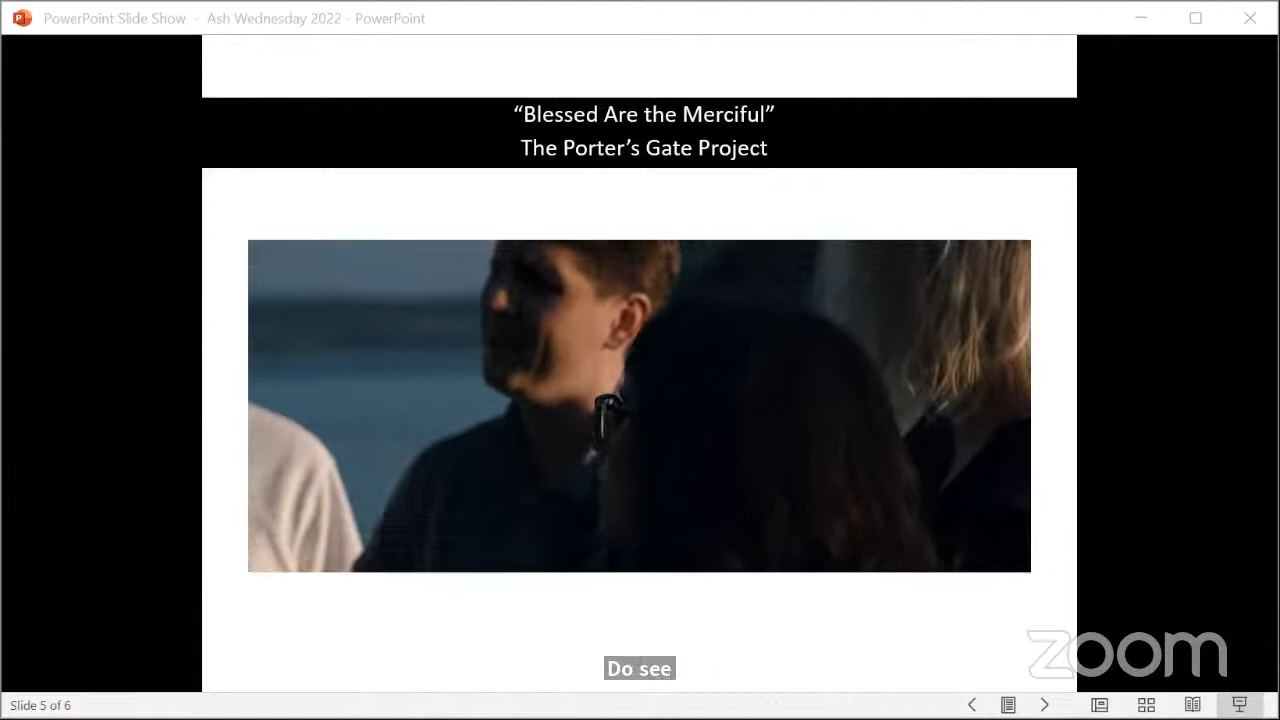 PowerPoint Slide Show - Ash Wednesday 2022 - PowerPoint
“Blessed Are the Merciful”
The Porter’s Gate Project
Do see
zoom
Slide 5 of 6